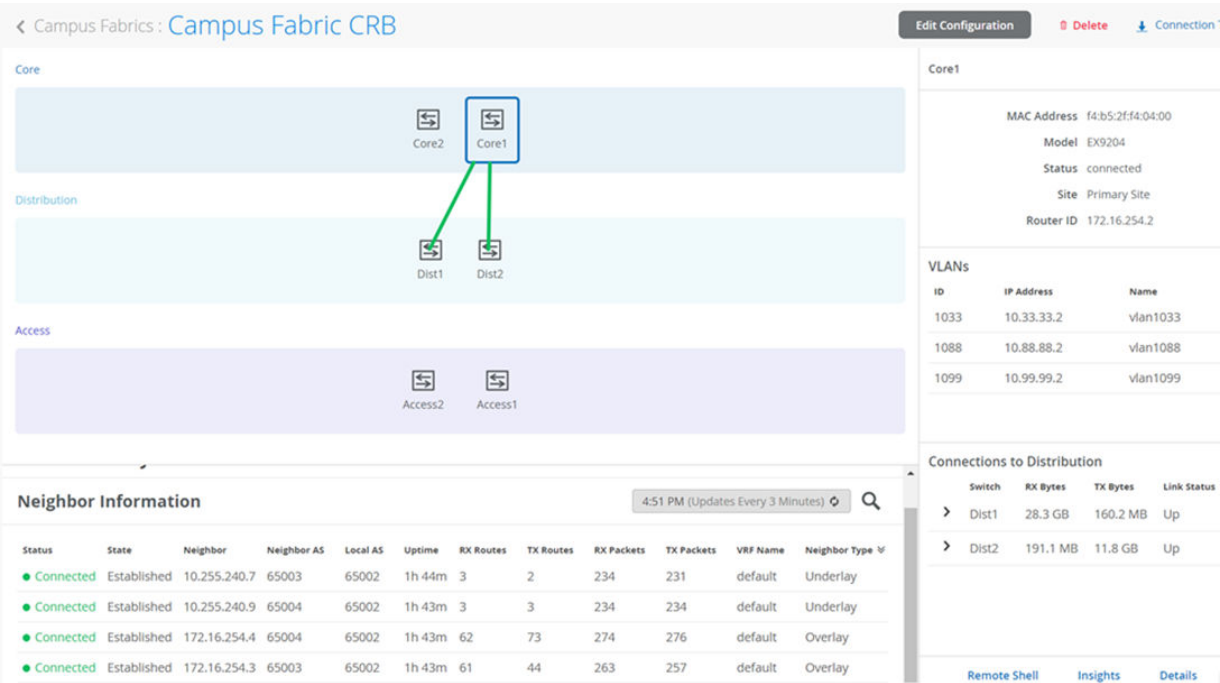 Campus Fabrics : Campus Fabric CRB
Edit Configuration Delete Connection
Core
Core2 Core1
Distribution
Dist1 Dist2
Access
Access2 Access1
Neighbor Information
4:51 PM (Updates Every 3 Minutes)
Status State Neighbor Neighbor AS Local AS Uptime RX Routes TX Routes RX Packets TX Packets VRF Name Neighbor Type
Connected Established 10.255.240.7 65003 65002 1h 44m 3 2 234 231 default Underlay
Connected Established 10.255.240.9 65004 65002 1h 43m 3 3 234 234 default Underlay
Connected Established 172.16.254.4 65004 65002 1h 43m 62 73 274 276 default Overlay
Connected Established 172.16.254.3 65003 65002 1h 43m 61 44 263 257 default Overlay
Core1
MAC Address f4:b5:2f:f4:04:00
Model EX9204
Status connected
Site Primary Site
Router ID 172.16.254.2
VLANs
ID IP Address Name
1033 10.33.33.2 vlan1033
1088 10.88.88.2 vlan1088
1099 10.99.99.2 vlan1099
Connections to Distribution
Switch RX Bytes TX Bytes Link Status
Dist1 28.3 GB 160.2 MB Up
Dist2 191.1 MB 11.8 GB Up
Remote Shell Insights Details